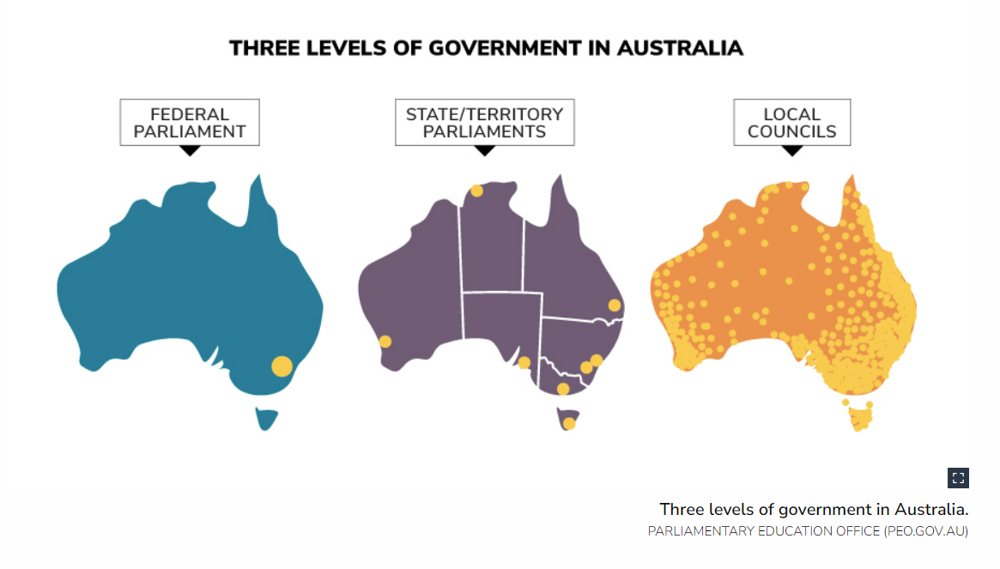 THREE LEVELS OF GOVERNMENT IN AUSTRALIA
FEDERAL
PARLIAMENT
STATE/TERRITORY
PARLIAMENTS
LOCAL
COUNCILS
Three levels of government in Australia.
PARLIAMENTARY EDUCATION OFFICE (PEO.GOV.AU)